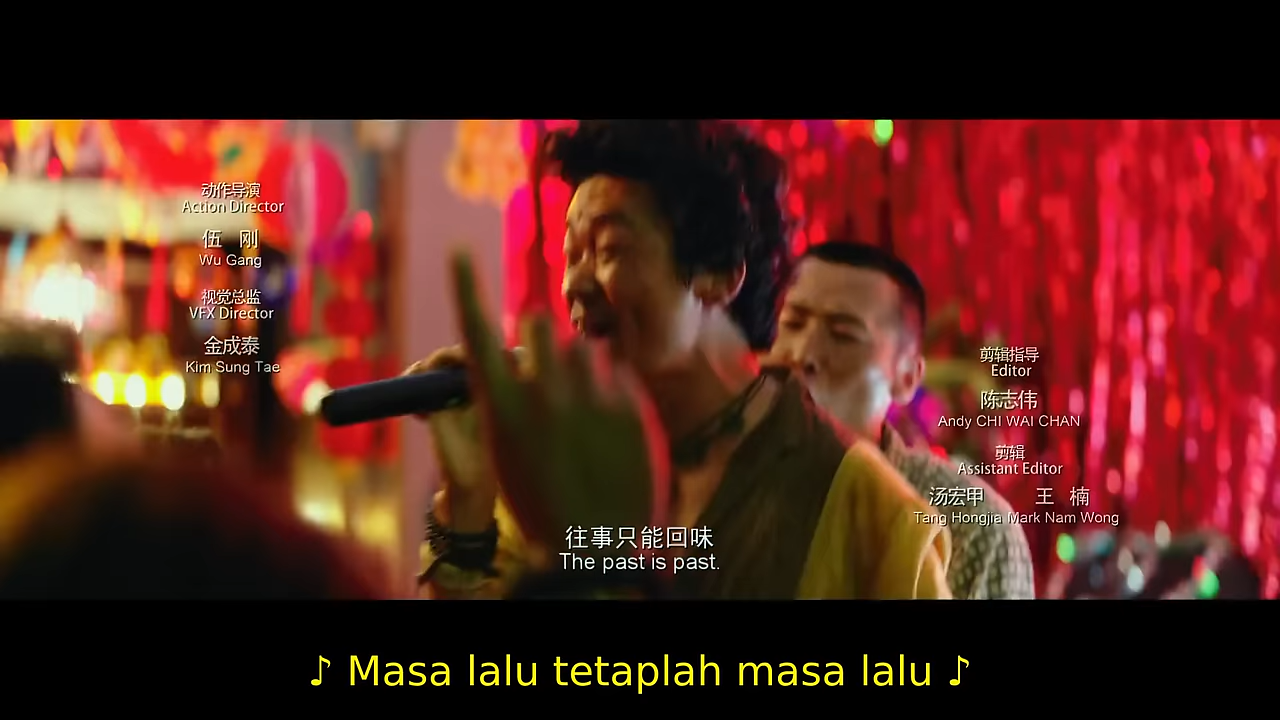 动作导演
Action Director
伍 刚
Wu Gang
视觉总监
VFX Director
金成泰
Kim Sung Tae
剪辑指导
Editor
陈志伟
Andy CHI WAI CHAN
剪辑
Assistant Editor
汤宏甲 王 楠
Tang Hongjia Mark Nam Wong
往事只能回味
The past is past.
♪ Masa lalu tetaplah masa lalu ♪